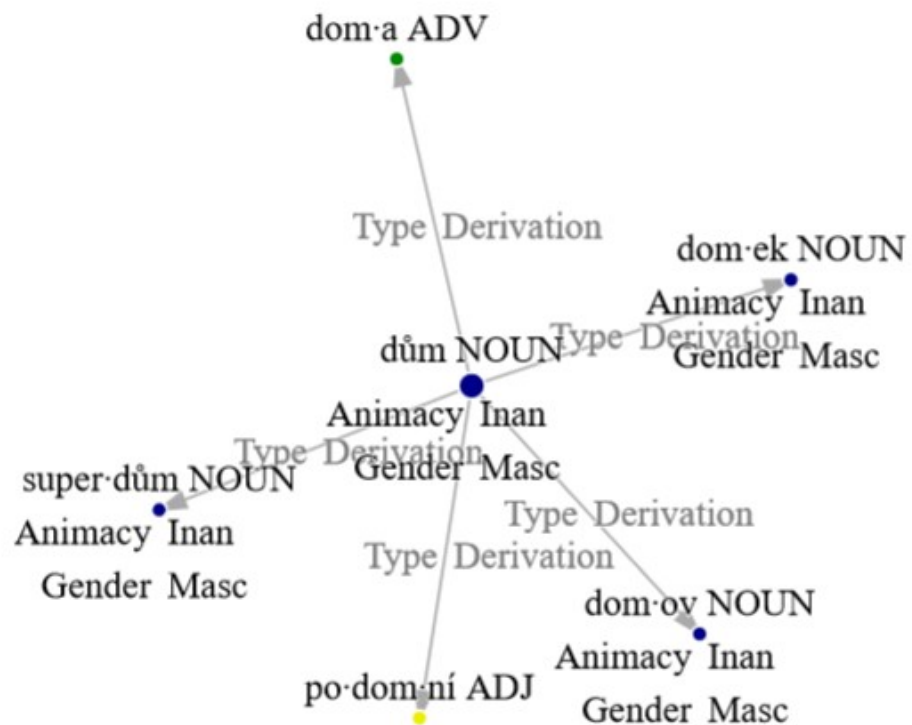 dom·a ADV
Type Derivation
dom·ek NOUN
Animacy Inan
Gender Masc
Type Derivation
dům NOUN
Animacy Inan
Gender Masc
Type Derivation
super·dům NOUN
Animacy Inan
Gender Masc
Type Derivation
dom·ov NOUN
Animacy Inan
Gender Masc
Type Derivation
po·dom·ní ADJ